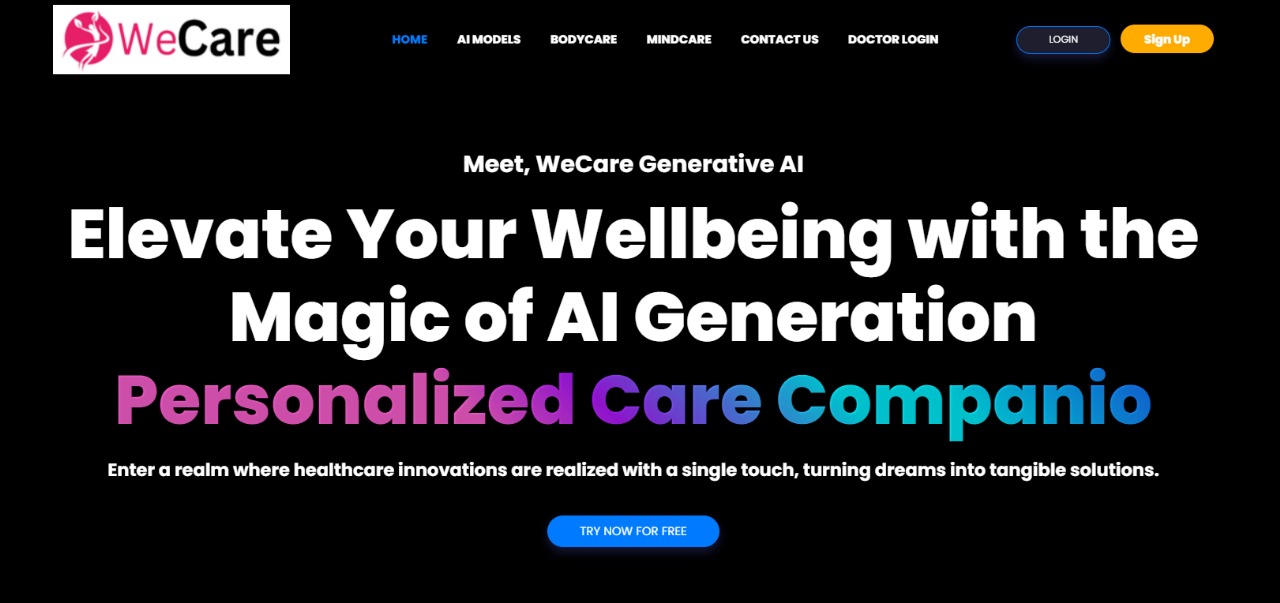 WeCare
HOME AI MODELS BODYCARE MINDCARE CONTACT US DOCTOR LOGIN LOGIN Sign Up
Meet, WeCare Generative AI
Elevate Your Wellbeing with the
Magic of AI Generation
Personalized Care Companio
Enter a realm where healthcare innovations are realized with a single touch, turning dreams into tangible solutions.
TRY NOW FOR FREE